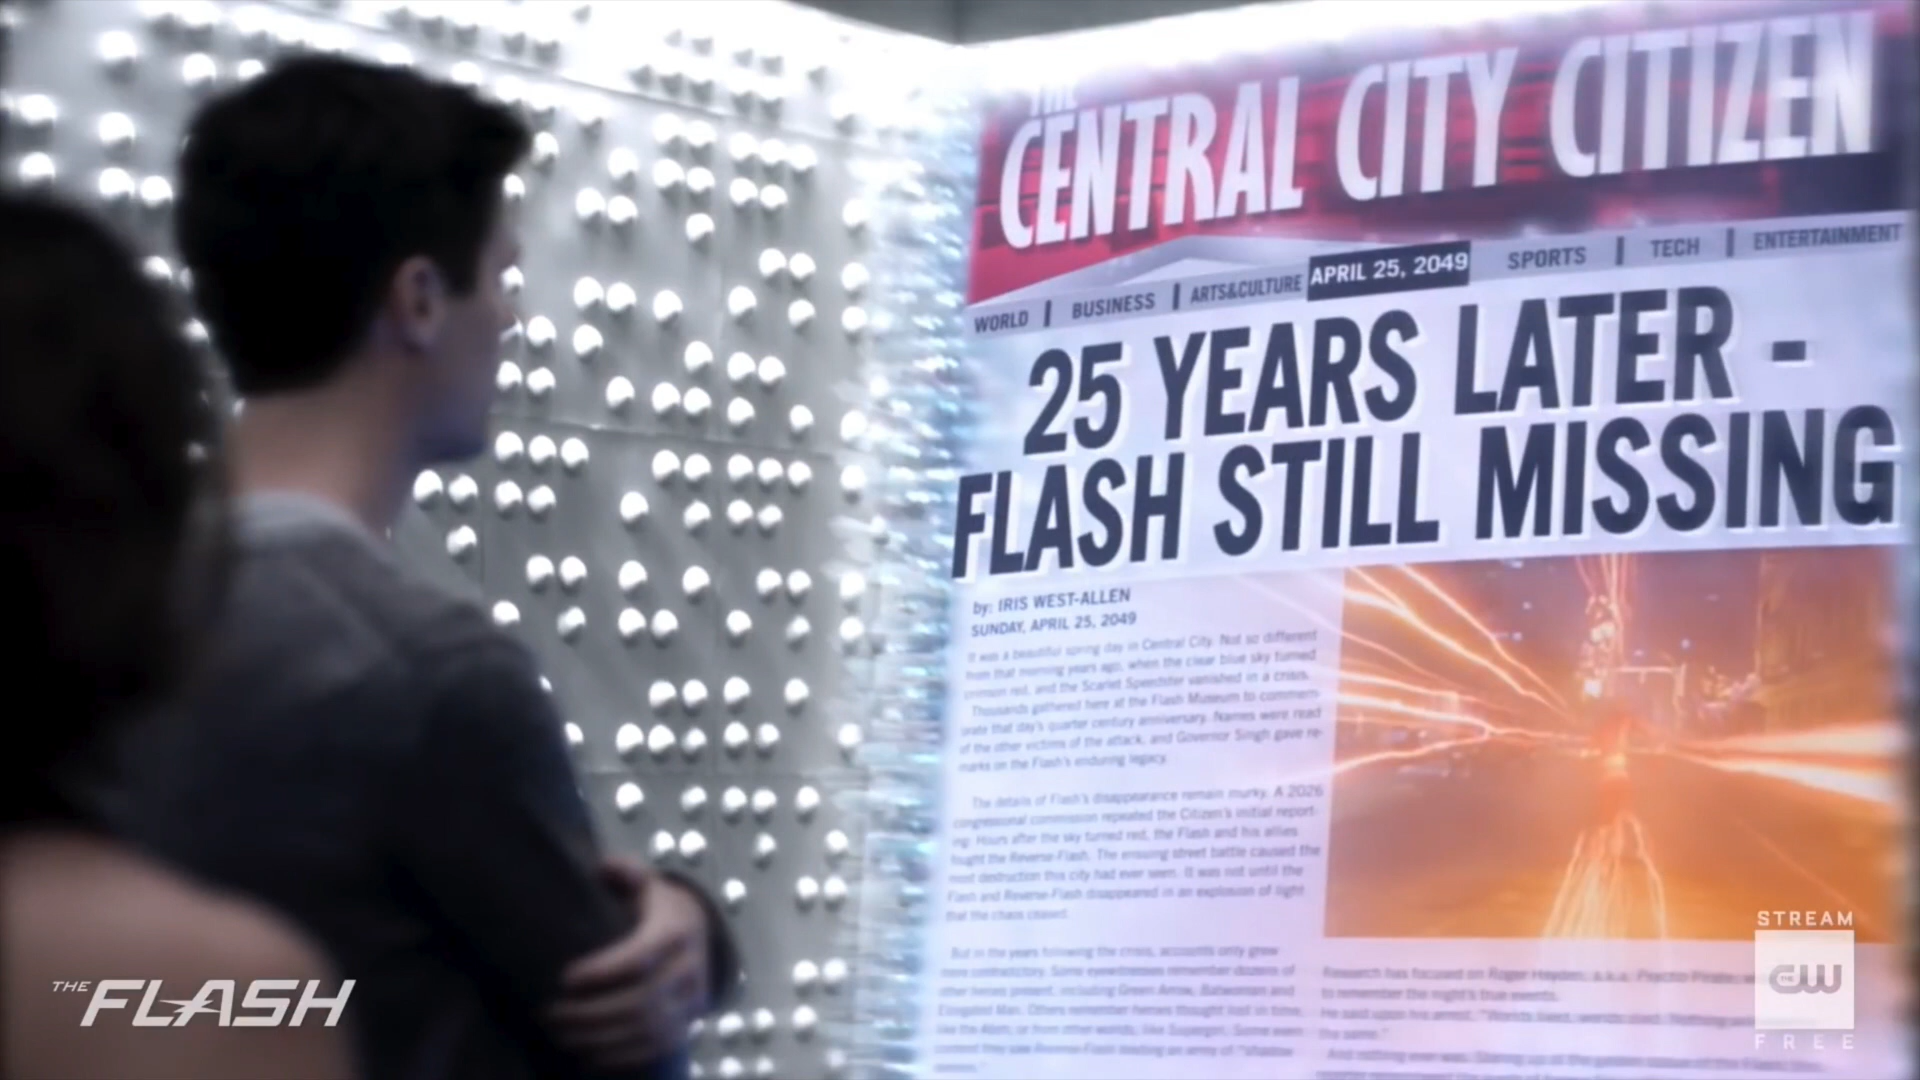 THE
CENTRAL CITY CITIZEN
WORLD | BUSINESS | ARTS&CULTURE APRIL 25, 2049 SPORTS | TECH | ENTERTAINMENT
25 YEARS LATER -
FLASH STILL MISSING
by: IRIS WEST-ALLEN
SUNDAY, APRIL 25, 2049
It was a beautiful spring day in Central City. Not so different
from that morning years ago, when the clear blue sky turned
crimson red, and the Scarlet Speedster vanished in a crisis.
Thousands gathered here at the Flash Museum to commem-
orate that day's quarter century anniversary. Names were read
of the other victims of the attack, and Governor Singh gave re-
marks on the Flash's enduring legacy.
The details of Flash's disappearance remain murky. A 2026
congressional commission repeated the Citizen's initial report-
ing: Hours after the sky turned red, the Flash and his allies
fought the Reverse-Flash. The ensuing street battle caused the
most destruction this city had ever seen. It was not until the
Flash and Reverse-Flash disappeared in an explosion of light
that the chaos ceased.
But in the years following the crisis, accounts only grew
more contradictory. Some eyewitnesses remember dozens of
other heroes present, including Green Arrow, Batwoman and
Elongated Man. Others remember heroes thought lost in time,
like the Atom, or from other worlds, like Supergirl. Some even
Reverse-Flash leading an army of "shadow
Research has focused on Roger Hayden, a.k.a. Psycho-Pirate,
to remember the night's true events.
He said upon his arrest, "Worlds lived, worlds died. Nothing
the same."
THE
FLASH
STREAM
THE CW
FREE